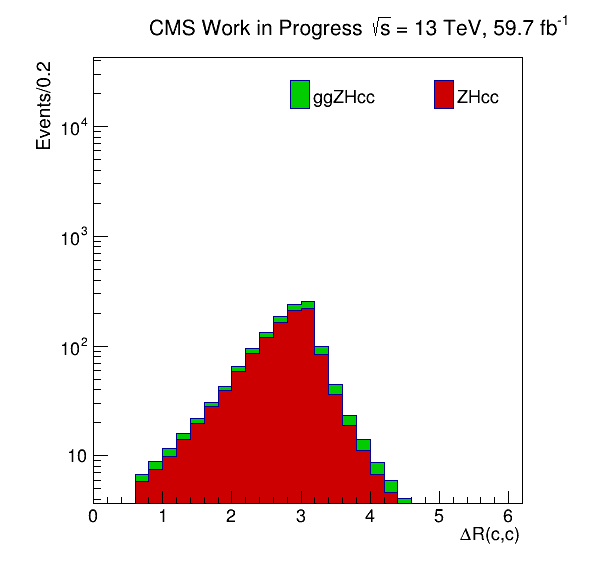 CMS Work in Progress √s = 13 TeV, 59.7 fb⁻¹
Events/0.2
ggZHcc ZHcc
10⁴
10³
10²
10
0 1 2 3 4 5 6
ΔR(c,c)